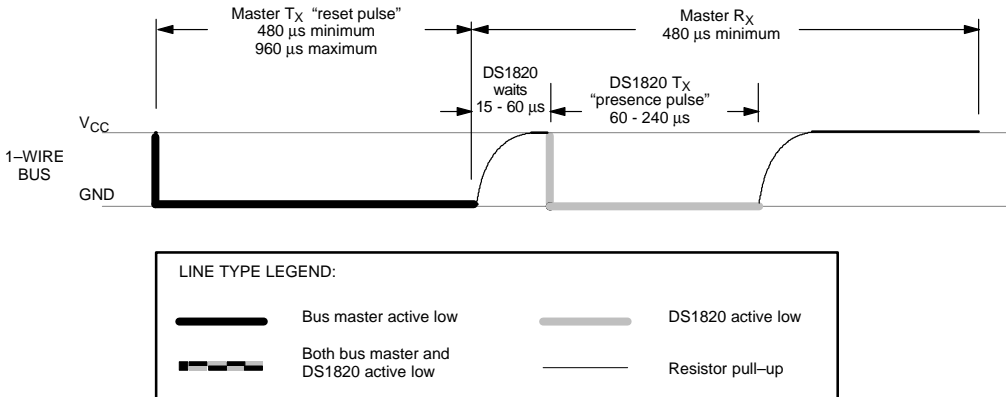 Master TX “reset pulse”
480 μs minimum
960 μs maximum
Master RX
480 μs minimum
DS1820
waits
15 - 60 μs
DS1820 TX
“presence pulse”
60 - 240 μs
VCC
1–WIRE
BUS
GND
LINE TYPE LEGEND:
Bus master active low
DS1820 active low
Both bus master and
DS1820 active low
Resistor pull–up